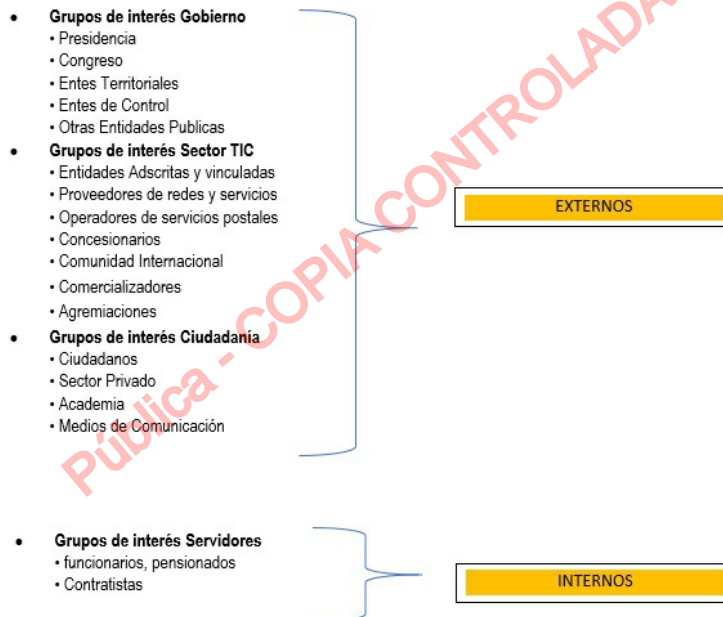 • Grupos de interés Gobierno
• Presidencia
• Congreso
• Entes Territoriales
• Entes de Control
• Otras Entidades Publicas
• Grupos de interés Sector TIC
• Entidades Adscritas y vinculadas
• Proveedores de redes y servicios
• Operadores de servicios postales
• Concesionarios
• Comunidad Internacional
• Comercializadores
• Agremiaciones
• Grupos de interés Ciudadanía
• Ciudadanos
• Sector Privado
• Academia
• Medios de Comunicación
EXTERNOS
• Grupos de interés Servidores
• funcionarios, pensionados
• Contratistas
INTERNOS
Pública - COPIA CONTROLADA